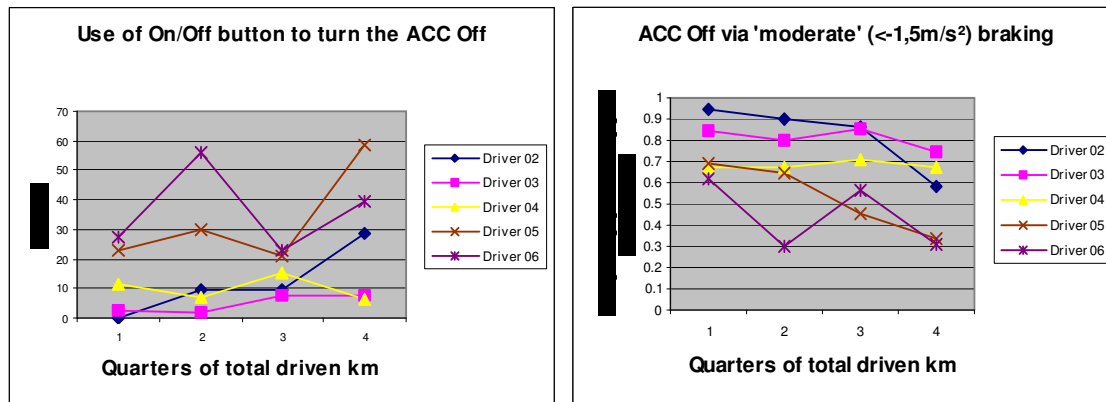 Use of On/Off button to turn the ACC Off
70
60
50
40
30
20
10
0
1 2 3 4
Quarters of total driven km
Driver 02
Driver 03
Driver 04
Driver 05
Driver 06
ACC Off via 'moderate' (<-1,5m/s²) braking
1
0.9
0.8
0.7
0.6
0.5
0.4
0.3
0.2
0.1
0
1 2 3 4
Quarters of total driven km
Driver 02
Driver 03
Driver 04
Driver 05
Driver 06